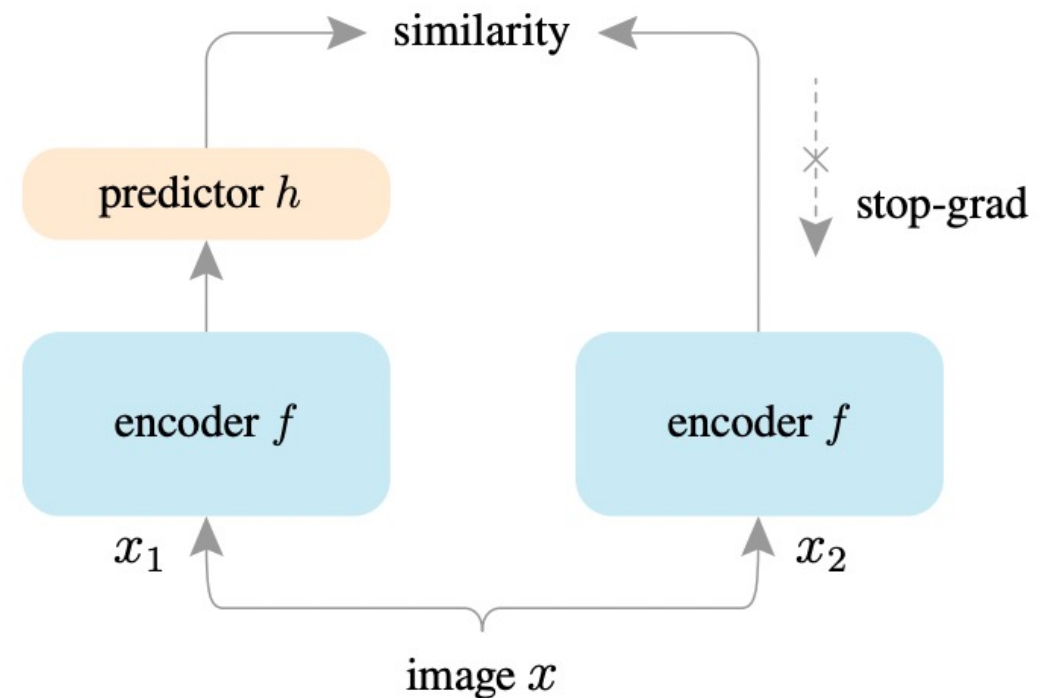 similarity
predictor h
stop-grad
encoder f
encoder f
x₁
x₂
image x